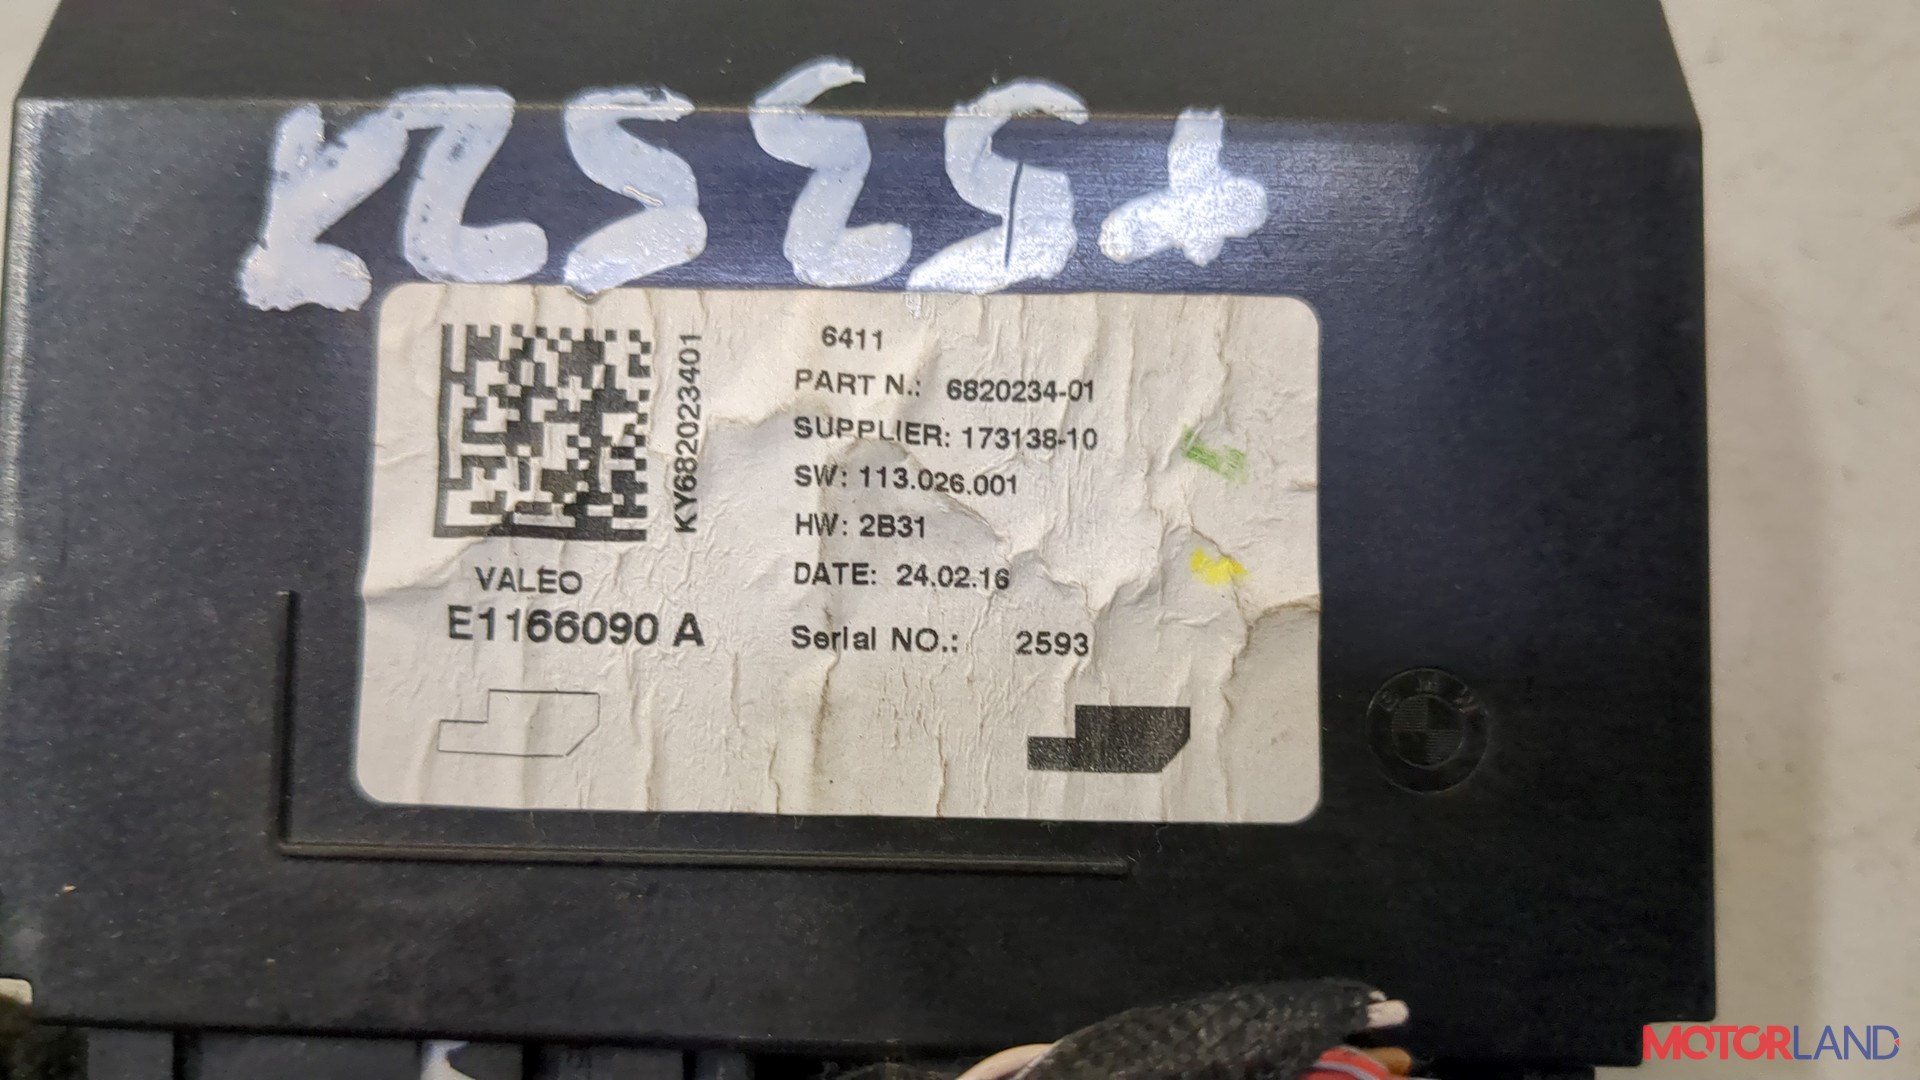 6411
PART N.: 6820234-01
SUPPLIER: 173138-10
SW: 113.026.001
HW: 2B31
DATE: 24.02.16
Serial NO.: 2593
KY682023401
VALEO
E1166090 A
BMW
MOTORLAND